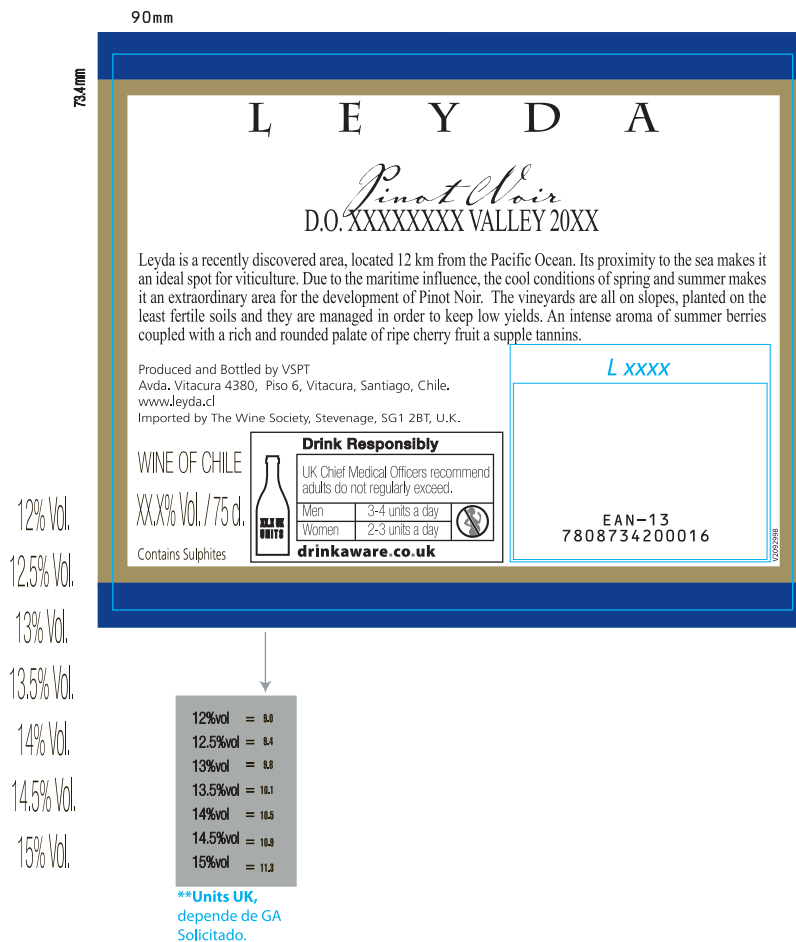 90mm
73.4mm
LEYDA
Pinot Noir
D.O. XXXXXXXX VALLEY 20XX
Leyda is a recently discovered area, located 12 km from the Pacific Ocean. Its proximity to the sea makes it
an ideal spot for viticulture. Due to the maritime influence, the cool conditions of spring and summer makes
it an extraordinary area for the development of Pinot Noir. The vineyards are all on slopes, planted on the
least fertile soils and they are managed in order to keep low yields. An intense aroma of summer berries
coupled with a rich and rounded palate of ripe cherry fruit a supple tannins.
Produced and Bottled by VSPT
Avda. Vitacura 4380, Piso 6, Vitacura, Santiago, Chile.
www.leyda.cl
Imported by The Wine Society, Stevenage, SG1 2BT, U.K.
WINE OF CHILE
XX.X% Vol. / 75 cl.
Contains Sulphites
Drink Responsibly
UK Chief Medical Officers recommend
adults do not regularly exceed.
Men 3-4 units a day
Women 2-3 units a day
XX.X UK
UNITS
drinkaware.co.uk
L xxxx
EAN-13
7808734200016
V2092998
12% Vol.
12.5% Vol.
13% Vol.
13.5% Vol.
14% Vol.
14.5% Vol.
15% Vol.
12%vol = 9.0
12.5%vol = 9.4
13%vol = 9.8
13.5%vol = 10.1
14%vol = 10.5
14.5%vol = 10.9
15%vol = 11.3
**Units UK,
depende de GA
Solicitado.